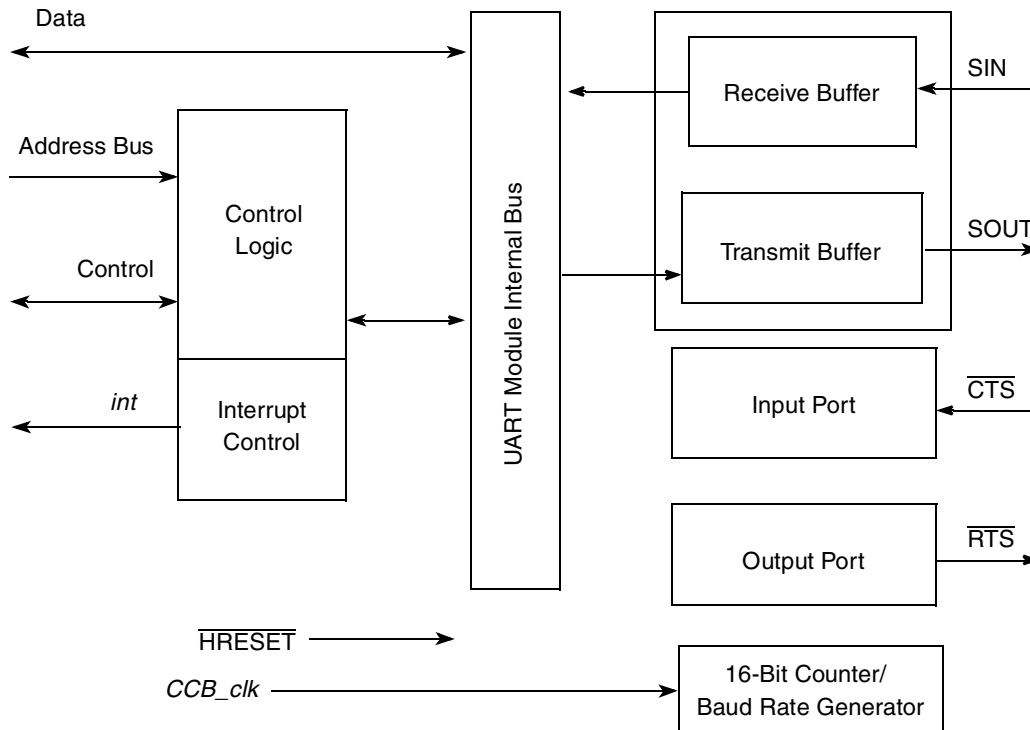 Data
Address Bus
Control
int
Control
Logic
Interrupt
Control
UART Module Internal Bus
Receive Buffer
SIN
Transmit Buffer
SOUT
Input Port
CTS
Output Port
RTS
HRESET
CCB_clk
16-Bit Counter/
Baud Rate Generator